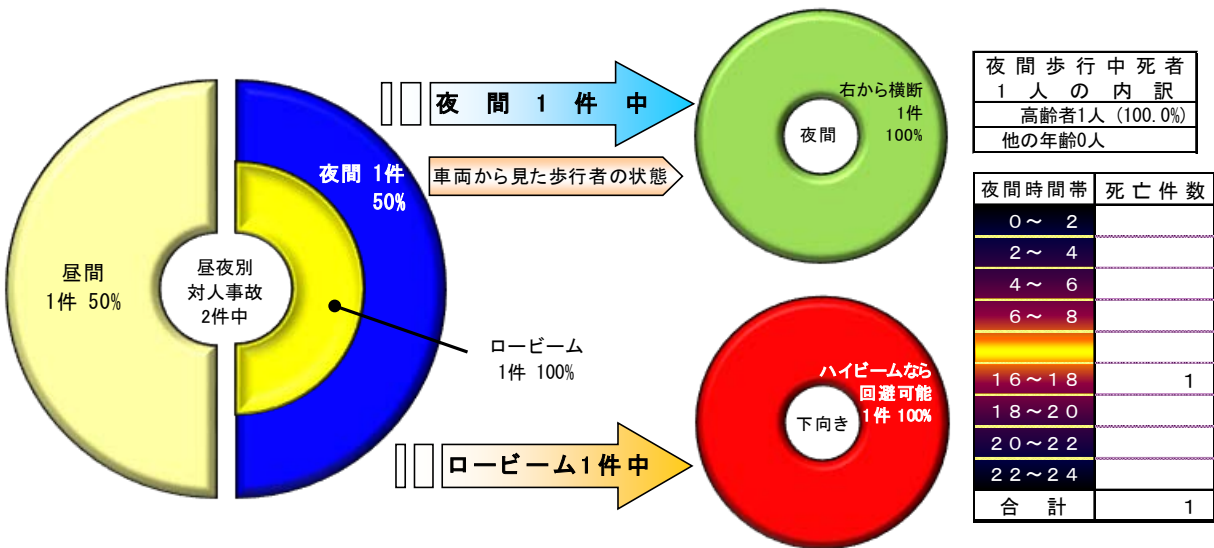 昼間
1件 50%
昼夜別
対人事故
2件中
夜間 1件
50%
ロービーム
1件 100%
夜間1件中
車両から見た歩行者の状態
ロービーム1件中
右から横断
1件
100%
夜間
ハイビームなら
回避可能
1件 100%
下向き
夜間歩行中死者
1人の内訳
高齢者1人 (100.0%)
他の年齢0人
夜間時間帯 死亡件数
0～ 2
2～ 4
4～ 6
6～ 8
16～18 1
18～20
20～22
22～24
合計 1